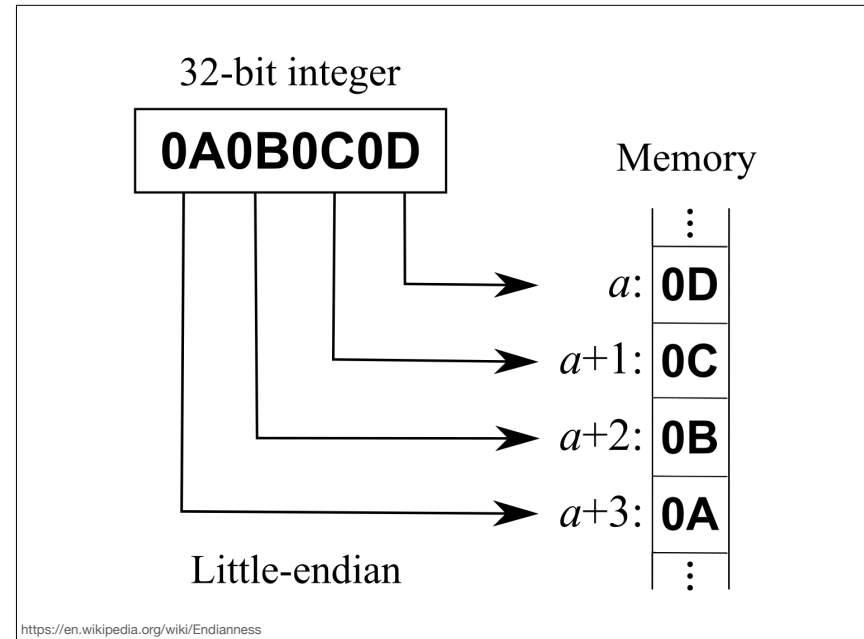 32-bit integer
0A0B0C0D
Memory
⋮
a: 0D
a+1: 0C
a+2: 0B
a+3: 0A
⋮
Little-endian
https://en.wikipedia.org/wiki/Endianness